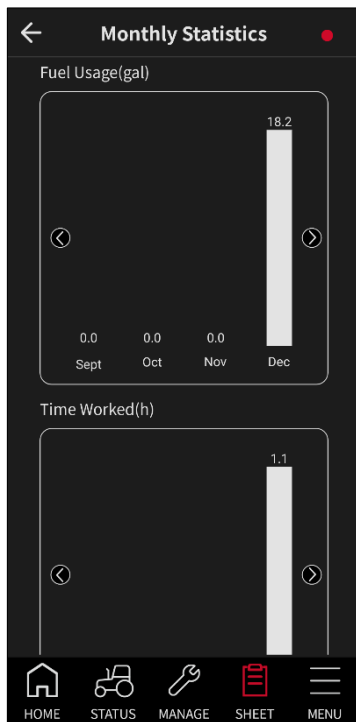 Monthly Statistics
Fuel Usage(gal)
18.2
0.0 0.0 0.0
Sept Oct Nov Dec
Time Worked(h)
1.1
HOME STATUS MANAGE SHEET MENU